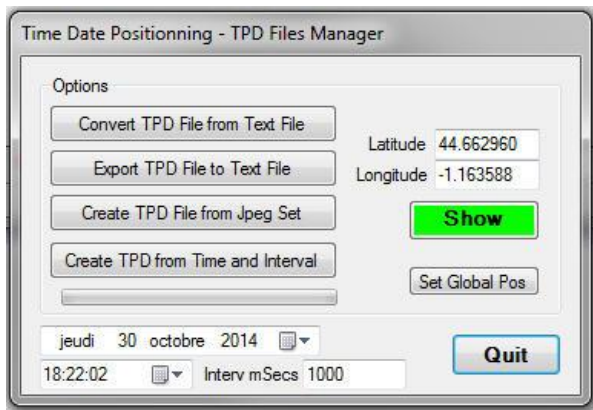 Time Date Positionning - TPD Files Manager
Options
Convert TPD File from Text File
Export TPD File to Text File
Create TPD File from Jpeg Set
Create TPD from Time and Interval
Latitude 44.662960
Longitude -1.163588
Show
Set Global Pos
jeudi 30 octobre 2014
18:22:02 Interv mSecs 1000
Quit